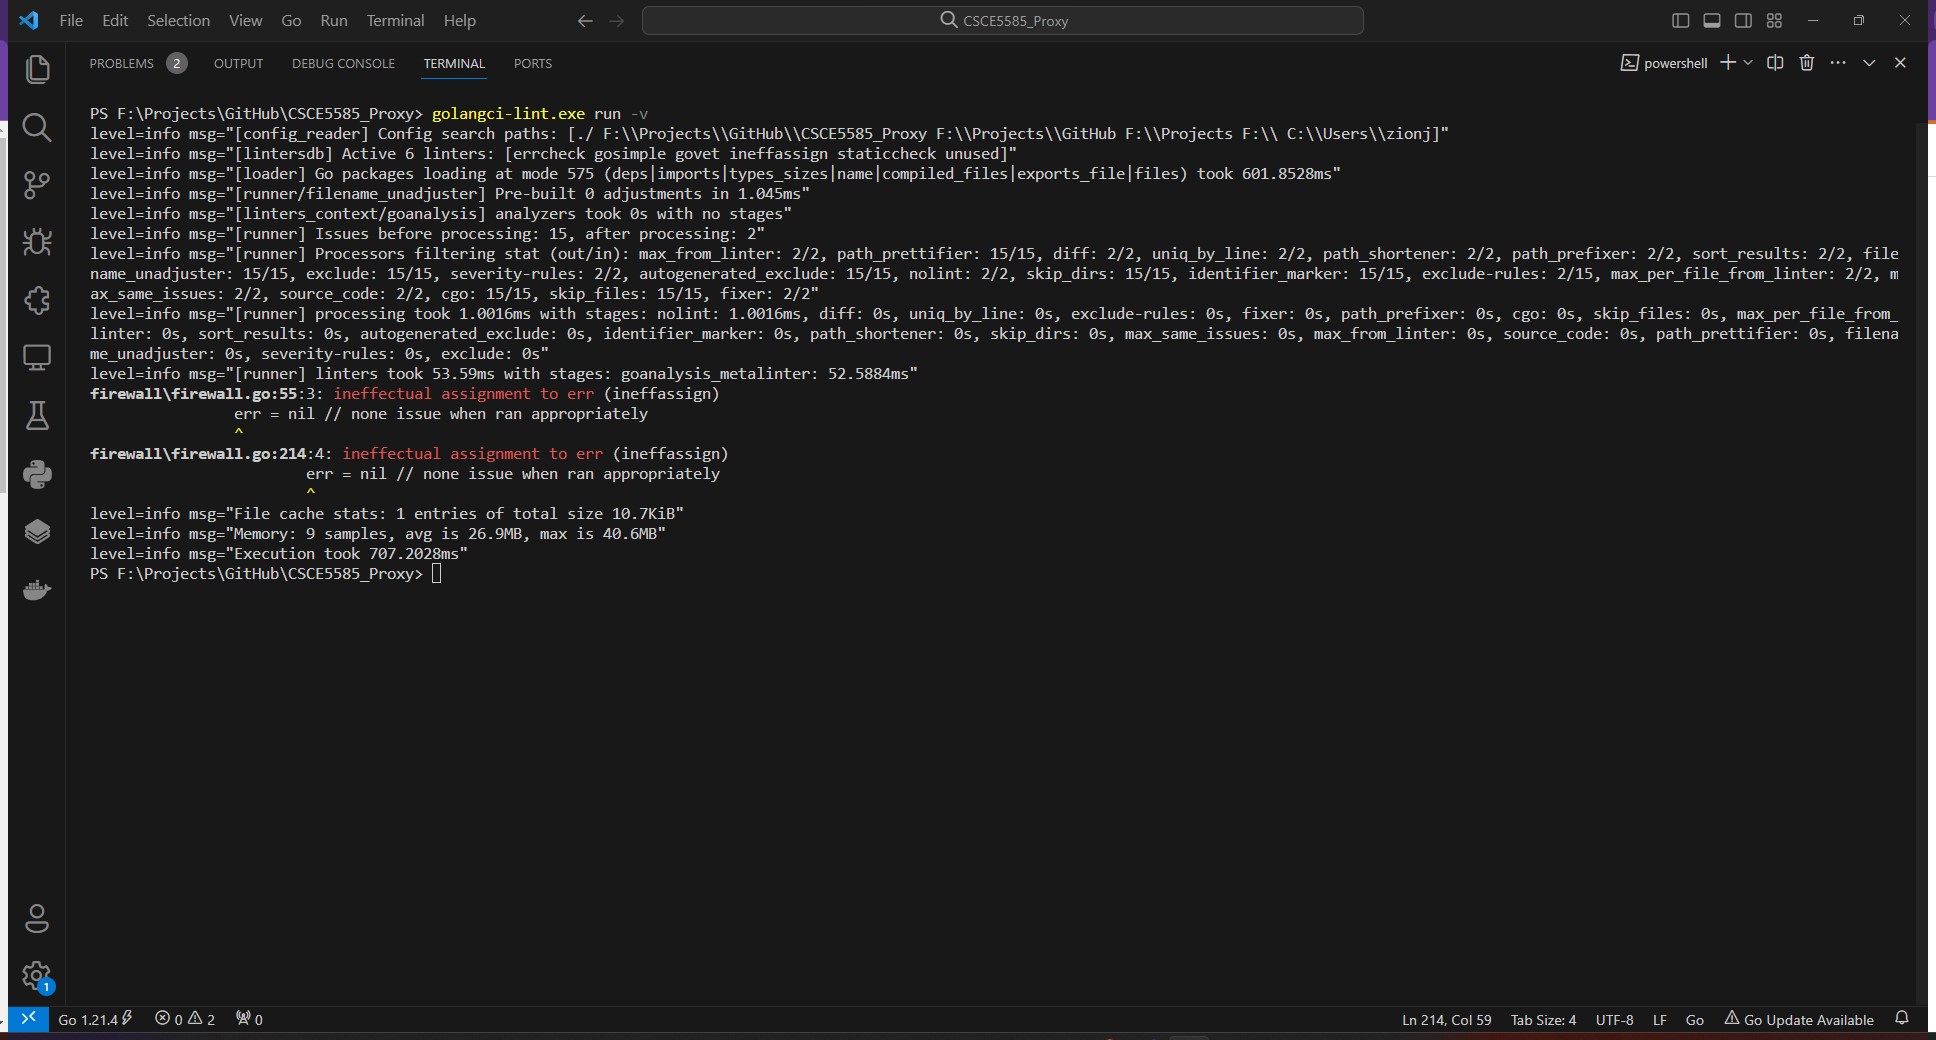 File Edit Selection View Go Run Terminal Help
CSCE5585_Proxy
PROBLEMS 2 OUTPUT DEBUG CONSOLE TERMINAL PORTS
powershell
PS F:\Projects\GitHub\CSCE5585_Proxy> golangci-lint.exe run -v
level=info msg="[config_reader] Config search paths: [./ F:\\Projects\\GitHub\\CSCE5585_Proxy F:\\Projects\\GitHub F:\\Projects F:\\ C:\\Users\\zionj]"
level=info msg="[lintersdb] Active 6 linters: [errcheck gosimple govet ineffassign staticcheck unused]"
level=info msg="[loader] Go packages loading at mode 575 (deps|imports|types_sizes|name|compiled_files|exports_file|files) took 601.8528ms"
level=info msg="[runner/filename_unadjuster] Pre-built 0 adjustments in 1.045ms"
level=info msg="[linters_context/goanalysis] analyzers took 0s with no stages"
level=info msg="[runner] Issues before processing: 15, after processing: 2"
level=info msg="[runner] Processors filtering stat (out/in): max_from_linter: 2/2, path_prettifier: 15/15, diff: 2/2, uniq_by_line: 2/2, path_shortener: 2/2, path_prefixer: 2/2, sort_results: 2/2, file
name_unadjuster: 15/15, exclude: 15/15, severity-rules: 2/2, autogenerated_exclude: 15/15, nolint: 2/2, skip_dirs: 15/15, identifier_marker: 15/15, exclude-rules: 2/15, max_per_file_from_linter: 2/2, m
ax_same_issues: 2/2, source_code: 2/2, cgo: 15/15, skip_files: 15/15, fixer: 2/2"
level=info msg="[runner] processing took 1.0016ms with stages: nolint: 1.0016ms, diff: 0s, uniq_by_line: 0s, exclude-rules: 0s, fixer: 0s, path_prefixer: 0s, cgo: 0s, skip_files: 0s, max_per_file_from_
linter: 0s, sort_results: 0s, autogenerated_exclude: 0s, identifier_marker: 0s, path_shortener: 0s, skip_dirs: 0s, max_same_issues: 0s, max_from_linter: 0s, source_code: 0s, path_prettifier: 0s, filena
me_unadjuster: 0s, severity-rules: 0s, exclude: 0s"
level=info msg="[runner] linters took 53.59ms with stages: goanalysis_metalinter: 52.5884ms"
firewall\firewall.go:55:3: ineffectual assignment to err (ineffassign)
err = nil // none issue when ran appropriately
^
firewall\firewall.go:214:4: ineffectual assignment to err (ineffassign)
err = nil // none issue when ran appropriately
^
level=info msg="File cache stats: 1 entries of total size 10.7KiB"
level=info msg="Memory: 9 samples, avg is 26.9MB, max is 40.6MB"
level=info msg="Execution took 707.2028ms"
PS F:\Projects\GitHub\CSCE5585_Proxy>
1
Go 1.21.4 0 2 0 Ln 214, Col 59 Tab Size: 4 UTF-8 LF Go Go Update Available